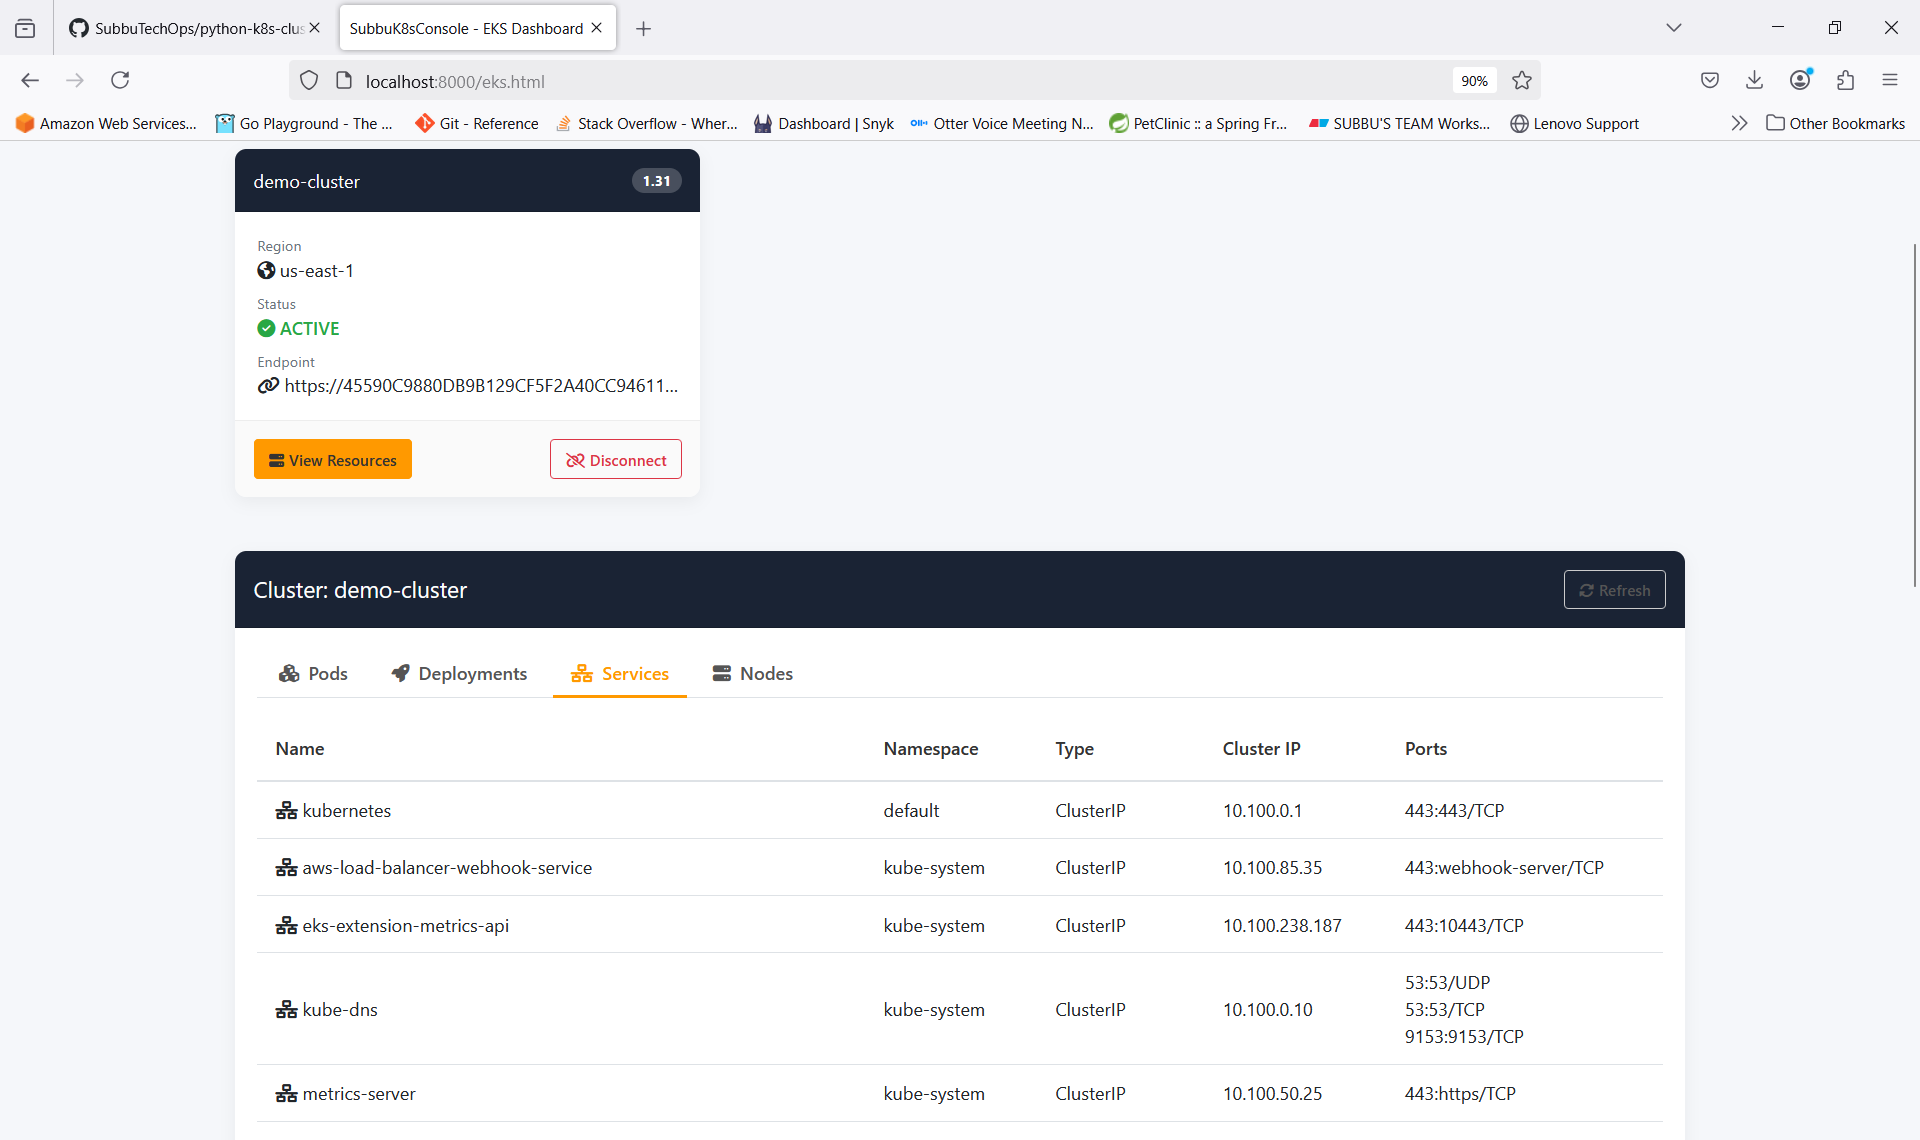 SubbuTechOps/python-k8s-clus
SubbuK8sConsole - EKS Dashboard
localhost:8000/eks.html
90%
Amazon Web Services...
Go Playground - The ...
Git - Reference
Stack Overflow - Wher...
Dashboard | Snyk
Otter Voice Meeting N...
PetClinic :: a Spring Fr...
SUBBU'S TEAM Works...
Lenovo Support
Other Bookmarks
demo-cluster
1.31
Region
us-east-1
Status
ACTIVE
Endpoint
https://45590C9880DB9B129CF5F2A40CC94611...
View Resources
Disconnect
Cluster: demo-cluster
Refresh
Pods Deployments Services Nodes
Name Namespace Type Cluster IP Ports
kubernetes default ClusterIP 10.100.0.1 443:443/TCP
aws-load-balancer-webhook-service kube-system ClusterIP 10.100.85.35 443:webhook-server/TCP
eks-extension-metrics-api kube-system ClusterIP 10.100.238.187 443:10443/TCP
53:53/UDP
kube-dns kube-system ClusterIP 10.100.0.10 53:53/TCP
9153:9153/TCP
metrics-server kube-system ClusterIP 10.100.50.25 443:https/TCP